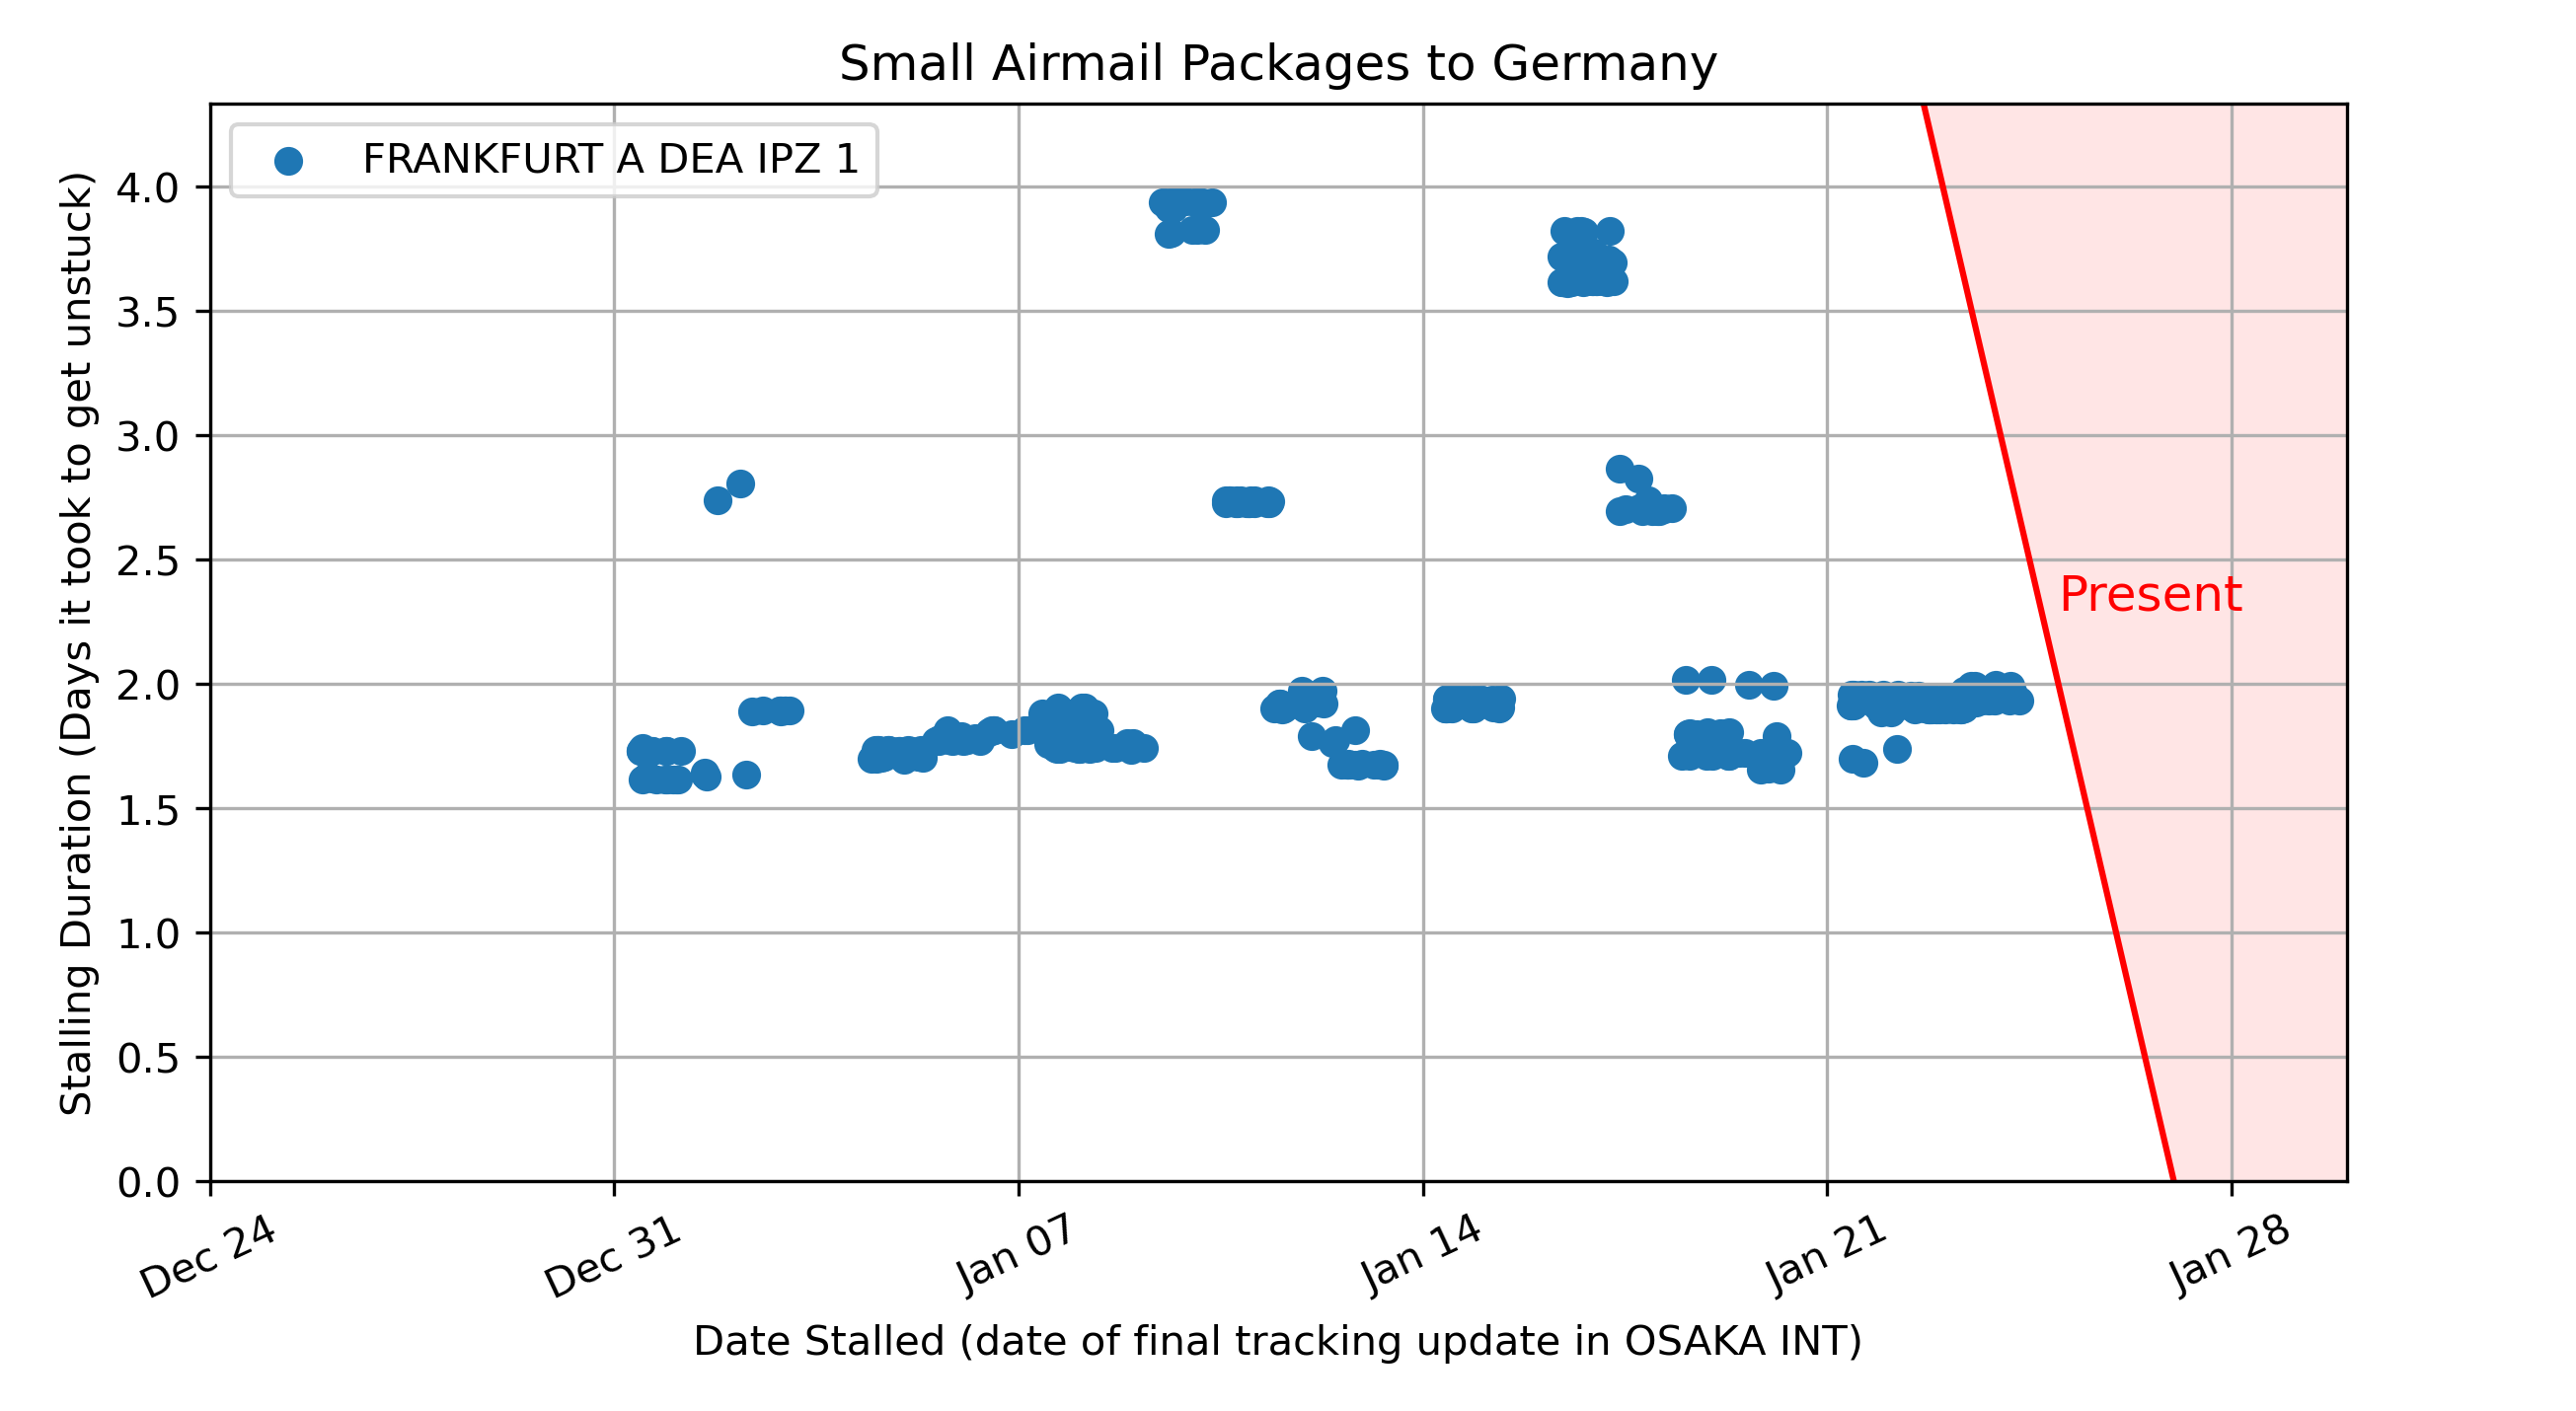 Small Airmail Packages to Germany
FRANKFURT A DEA IPZ 1
Stalling Duration (Days it took to get unstuck)
4.0
3.5
3.0
2.5
2.0
1.5
1.0
0.5
0.0
Present
Dec 24
Dec 31
Jan 07
Jan 14
Jan 21
Jan 28
Date Stalled (date of final tracking update in OSAKA INT)